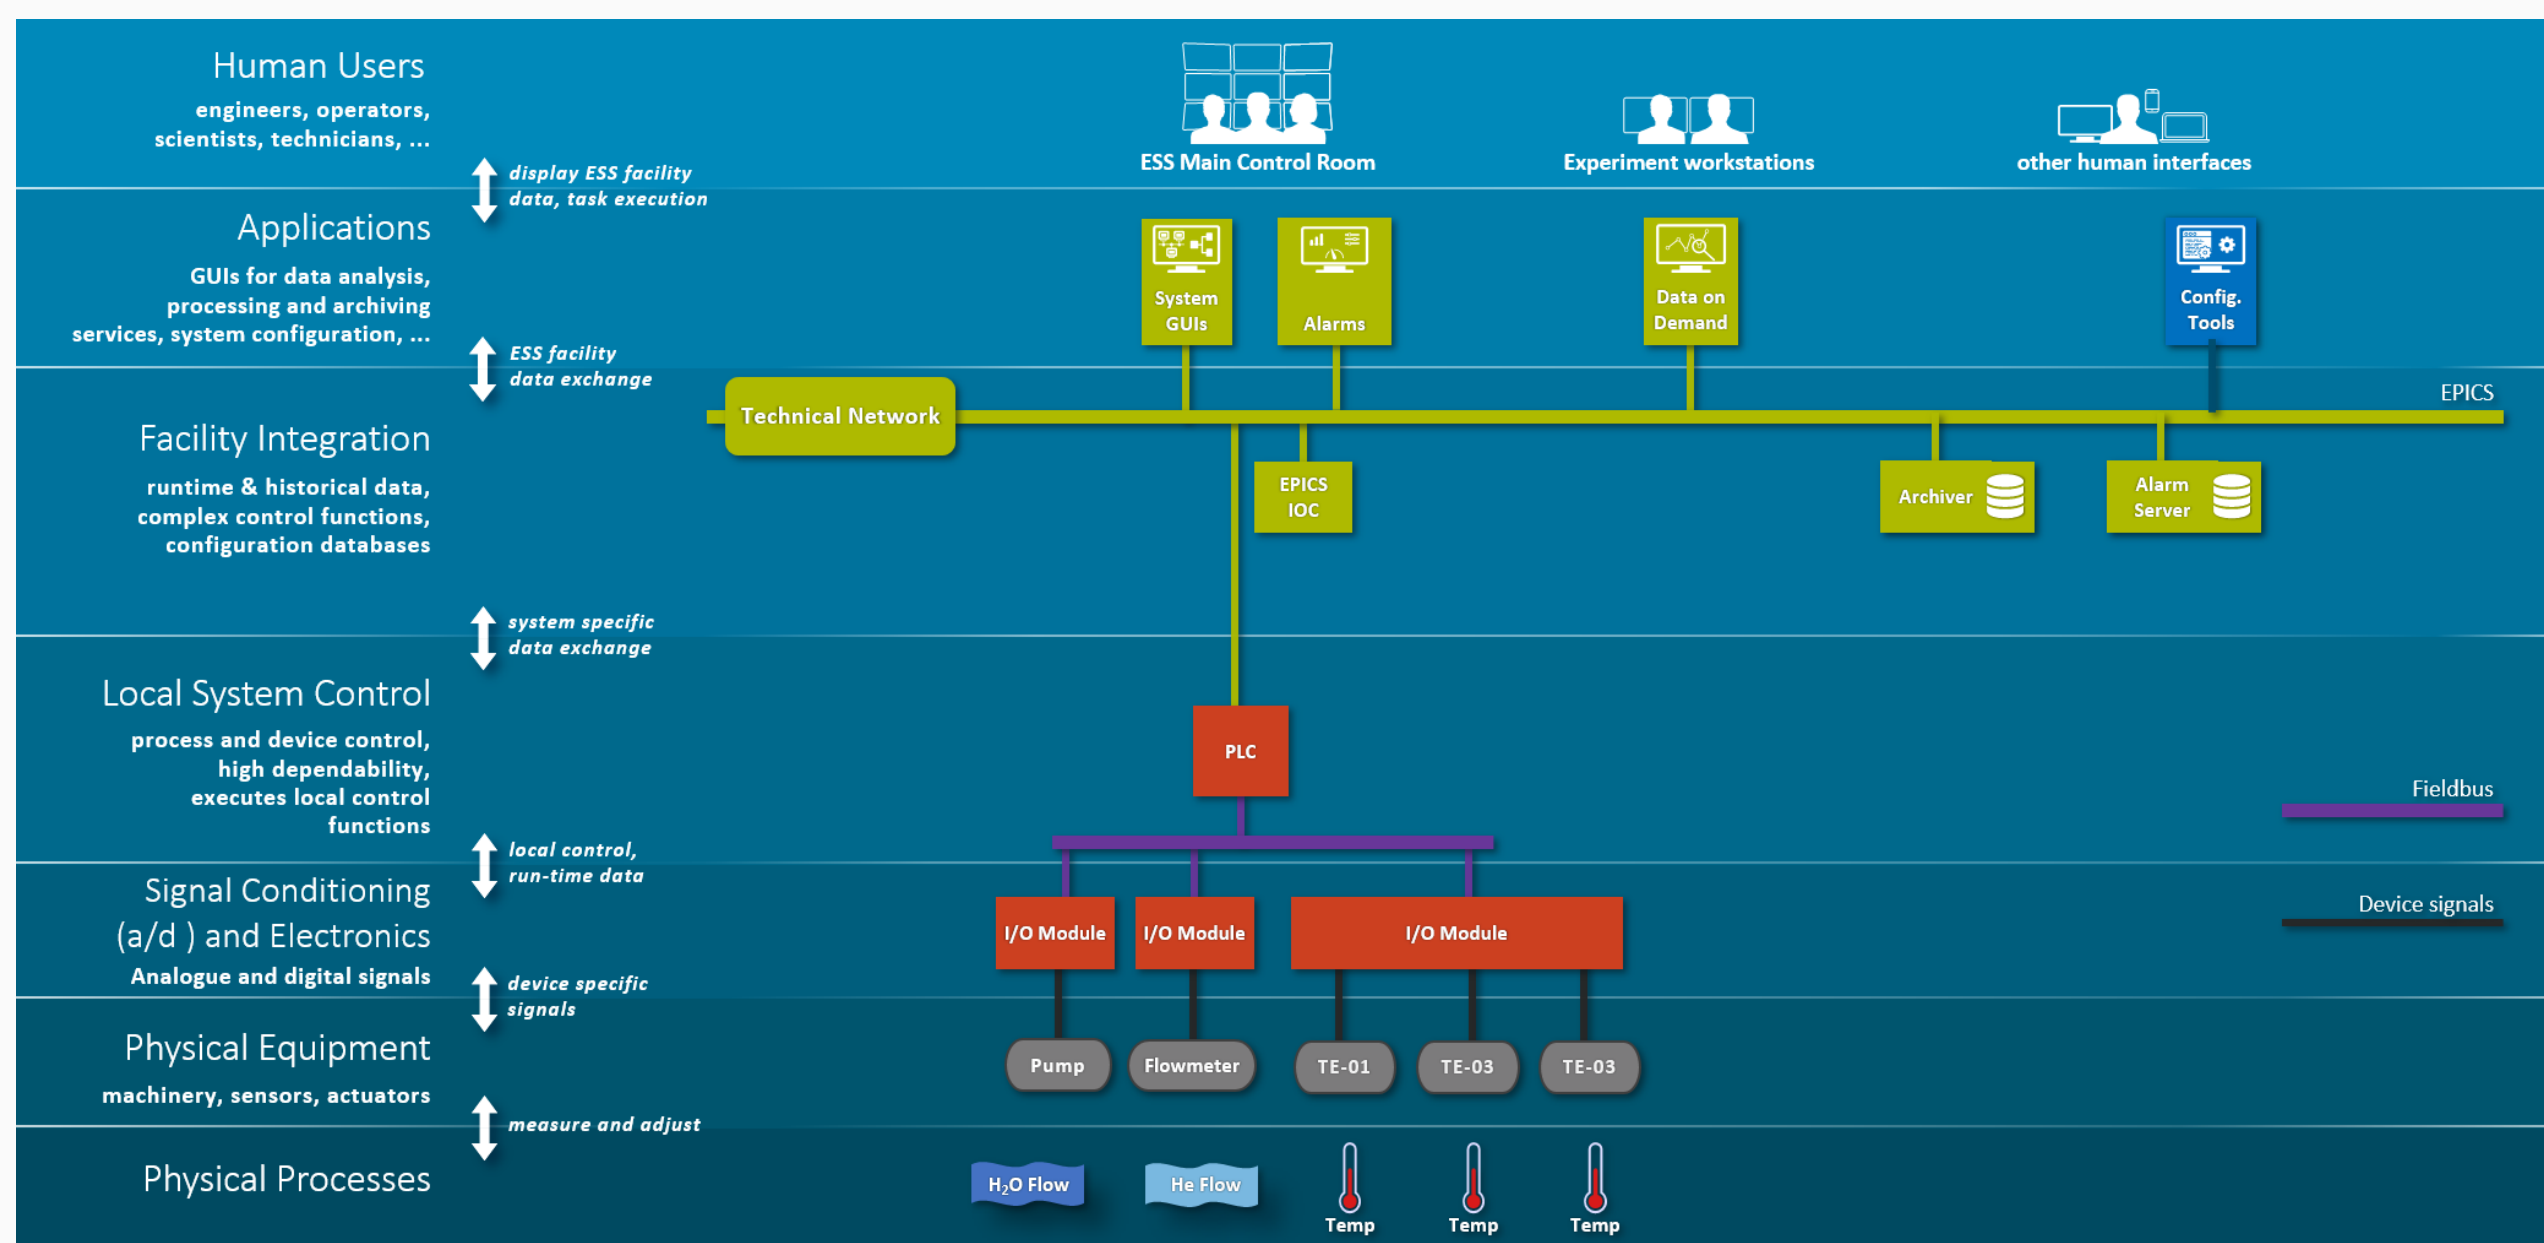 Human Users
engineers, operators,
scientists, technicians, ...
ESS Main Control Room
Experiment workstations
other human interfaces
display ESS facility
data, task execution
Applications
GUIs for data analysis,
processing and archiving
services, system configuration, ...
System
GUIs
Alarms
Data on
Demand
Config.
Tools
ESS facility
data exchange
EPICS
Technical Network
Facility Integration
runtime & historical data,
complex control functions,
configuration databases
EPICS
IOC
Archiver
Alarm
Server
system specific
data exchange
Local System Control
process and device control,
high dependability,
executes local control
functions
PLC
Fieldbus
local control,
run-time data
Signal Conditioning
(a/d ) and Electronics
Analogue and digital signals
I/O Module
I/O Module
I/O Module
Device signals
device specific
signals
Physical Equipment
machinery, sensors, actuators
Pump
Flowmeter
TE-01
TE-03
TE-03
measure and adjust
Physical Processes
H₂O Flow
He Flow
Temp
Temp
Temp